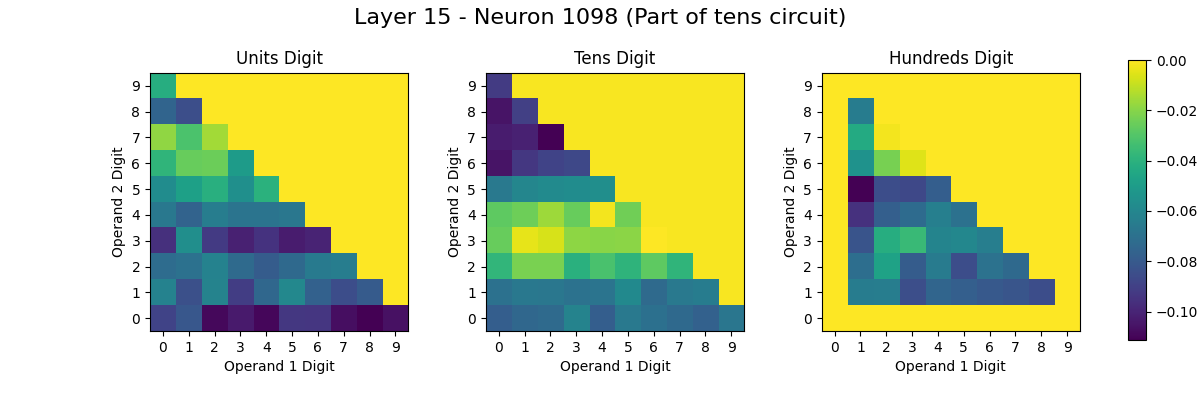 Layer 15 - Neuron 1098 (Part of tens circuit)
Units Digit
Tens Digit
Hundreds Digit
Operand 2 Digit
9
8
7
6
5
4
3
2
1
0
0 1 2 3 4 5 6 7 8 9
Operand 1 Digit
Operand 2 Digit
9
8
7
6
5
4
3
2
1
0
0 1 2 3 4 5 6 7 8 9
Operand 1 Digit
Operand 2 Digit
9
8
7
6
5
4
3
2
1
0
0 1 2 3 4 5 6 7 8 9
Operand 1 Digit
0.00
−0.02
−0.04
−0.06
−0.08
−0.10